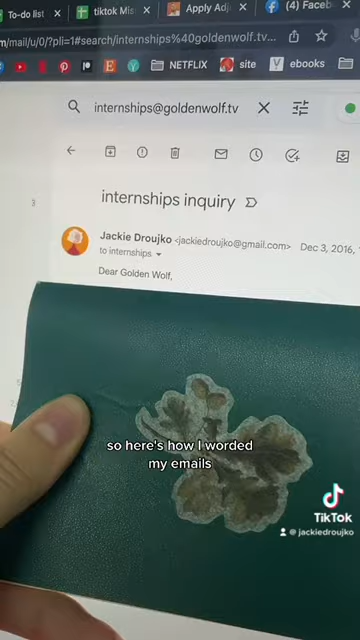 To-do list
tiktok Mis
Apply Adj
(4) Faceb
m/mail/u/0/?pli=1#search/internships%40goldenwolf.tv...
NETFLIX
site
ebooks
internships@goldenwolf.tv
3
internships inquiry
Jackie Droujko <jackiedroujko@gmail.com>
Dec 3, 2016,
to internships
Dear Golden Wolf,
so here's how I worded
my emails
TikTok
@jackiedroujko